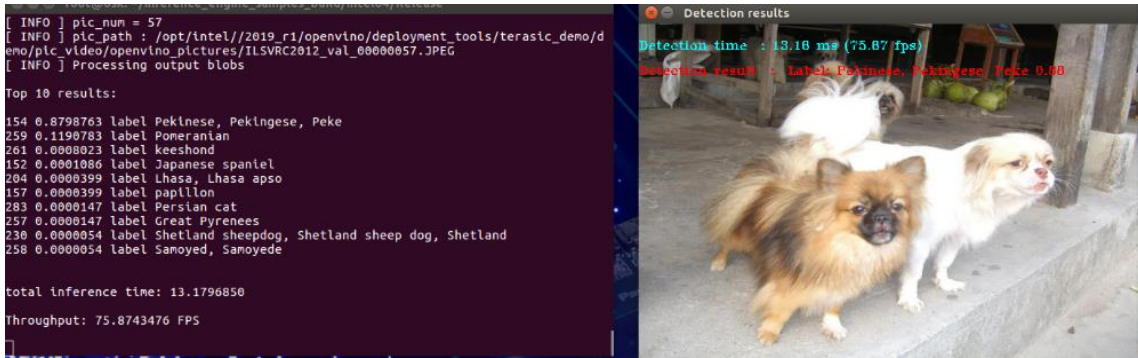 [ INFO ] pic_num = 57
[ INFO ] pic_path : /opt/intel//2019_r1/openvino/deployment_tools/terasic_demo/d
emo/pic_video/openvino_pictures/ILSVRC2012_val_00000057.JPEG
[ INFO ] Processing output blobs
Top 10 results:
154 0.8798763 label Pekinese, Pekingese, Peke
259 0.1190783 label Pomeranian
261 0.0008023 label keeshond
152 0.0001086 label Japanese spaniel
204 0.0000399 label Lhasa, Lhasa apso
157 0.0000399 label papillon
283 0.0000147 label Persian cat
257 0.0000147 label Great Pyrenees
230 0.0000054 label Shetland sheepdog, Shetland sheep dog, Shetland
258 0.0000054 label Samoyed, Samoyede
total inference time: 13.1796850
Throughput: 75.8743476 FPS
Detection results
Detection time : 13.18 ms (75.87 fps)
Detection result : Label: Pekinese, Pekingese, Peke 0.88